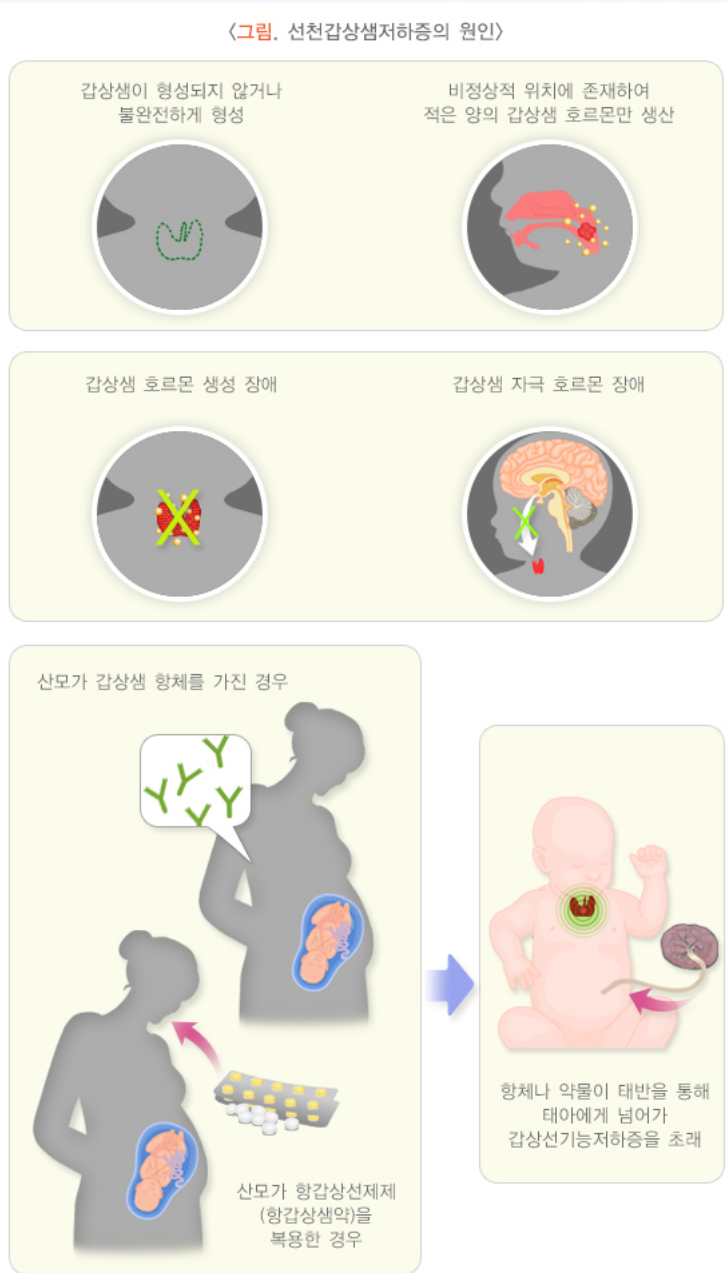 <그림. 선천갑상샘저하증의 원인>
갑상샘이 형성되지 않거나
불완전하게 형성
비정상적 위치에 존재하여
적은 양의 갑상샘 호르몬만 생산
갑상샘 호르몬 생성 장애
갑상샘 자극 호르몬 장애
산모가 갑상샘 항체를 가진 경우
산모가 항갑상선제제
(항갑상샘약)을
복용한 경우
항체나 약물이 태반을 통해
태아에게 넘어가
갑상선기능저하증을 초래